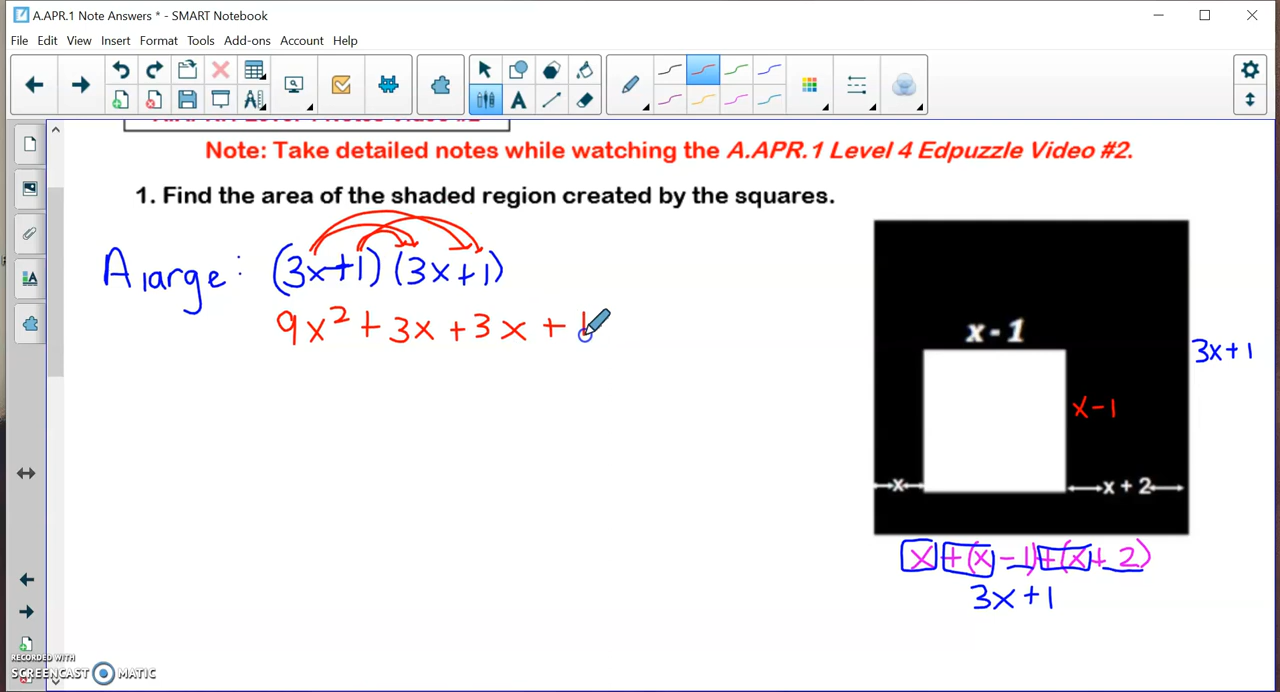 A.APR.1 Note Answers * - SMART Notebook
File Edit View Insert Format Tools Add-ons Account Help
Note: Take detailed notes while watching the A.APR.1 Level 4 Edpuzzle Video #2.
1. Find the area of the shaded region created by the squares.
A large : (3x+1) (3x+1)
9x² + 3x + 3x + 1
x - 1
3x+1
x-1
x
x + 2
x +(x-1)+(x+2)
3x+1
RECORDED WITH
SCREENCAST MATIC